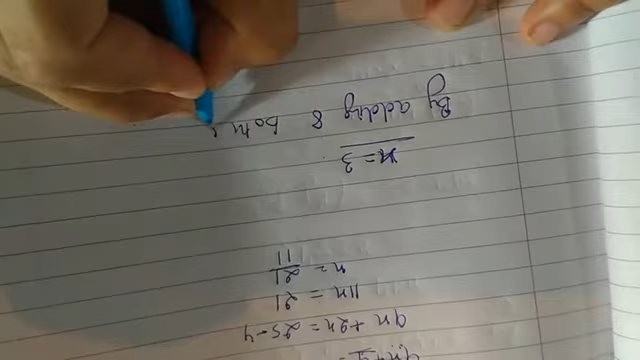 9x + 2x = 25-4
11x = 21
x = 21/11
x = 3
By adding 8 both